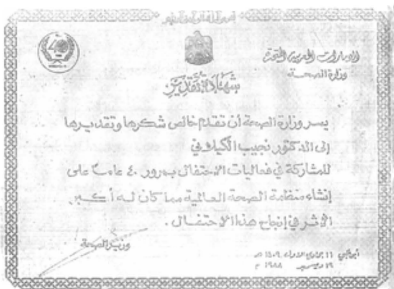 الإمارات العربية المتحدة
وزارة الصحة
شهادة تقدير
يسر وزارة الصحة أن تقدم خالص شكرها وتقديرها
إلى الدكتور نجيب الكيلاني
للمشاركة في فعاليات الاحتفال بمرور ٤٠ عاماً على
إنشاء منظمة الصحة العالمية مما كان له أكبر
الأثر في إنجاح هذا الاحتفال .
وزير الصحة
أبوظبي
١٩٨٨ م